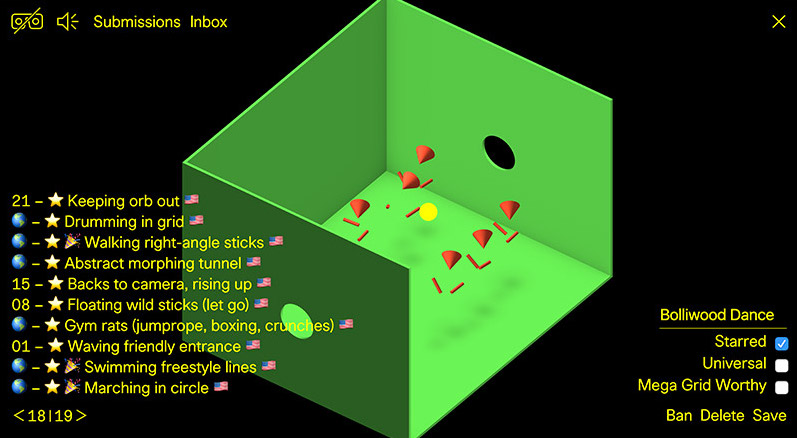 Submissions Inbox
21 – ⭐ Keeping orb out 🇺🇸
🌎 – ⭐ Drumming in grid 🇺🇸
🌎 – ⭐ 🎉 Walking right-angle sticks 🇺🇸
🌎 – ⭐ Abstract morphing tunnel 🇺🇸
15 – ⭐ Backs to camera, rising up 🇺🇸
08 – ⭐ Floating wild sticks (let go) 🇺🇸
🌎 – ⭐ Gym rats (jumprope, boxing, crunches) 🇺🇸
01 – ⭐ Waving friendly entrance 🇺🇸
🌎 – ⭐ 🎉 Swimming freestyle lines 🇺🇸
🌎 – ⭐ 🎉 Marching in circle 🇺🇸
<18|19>
Bolliwood Dance
Starred
Universal
Mega Grid Worthy
Ban Delete Save